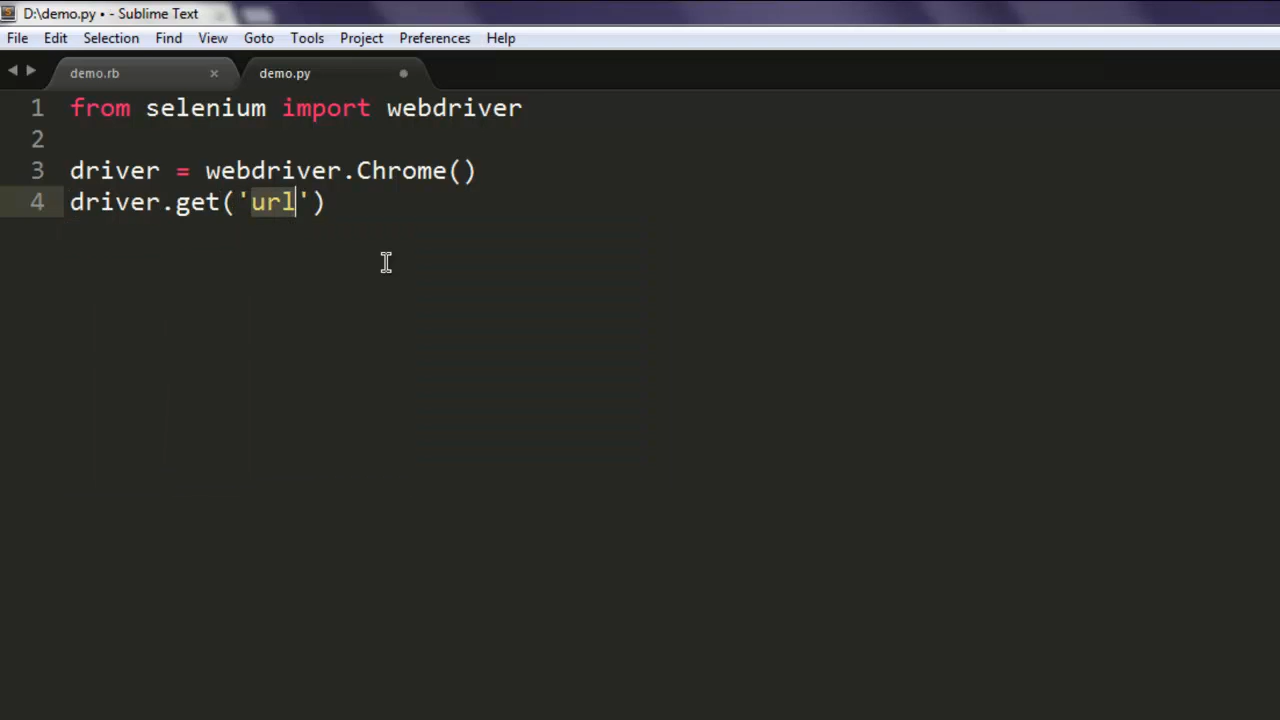 D:\demo.py • - Sublime Text
File Edit Selection Find View Goto Tools Project Preferences Help
demo.rb × demo.py
1 from selenium import webdriver
2
3 driver = webdriver.Chrome()
4 driver.get('url')